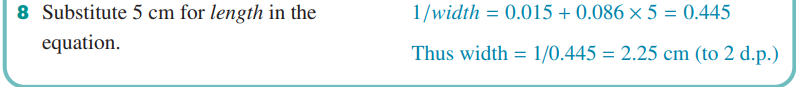 8 Substitute 5 cm for length in the 1/width = 0.015 + 0.086 × 5 = 0.445
equation.
Thus width = 1/0.445 = 2.25 cm (to 2 d.p.)